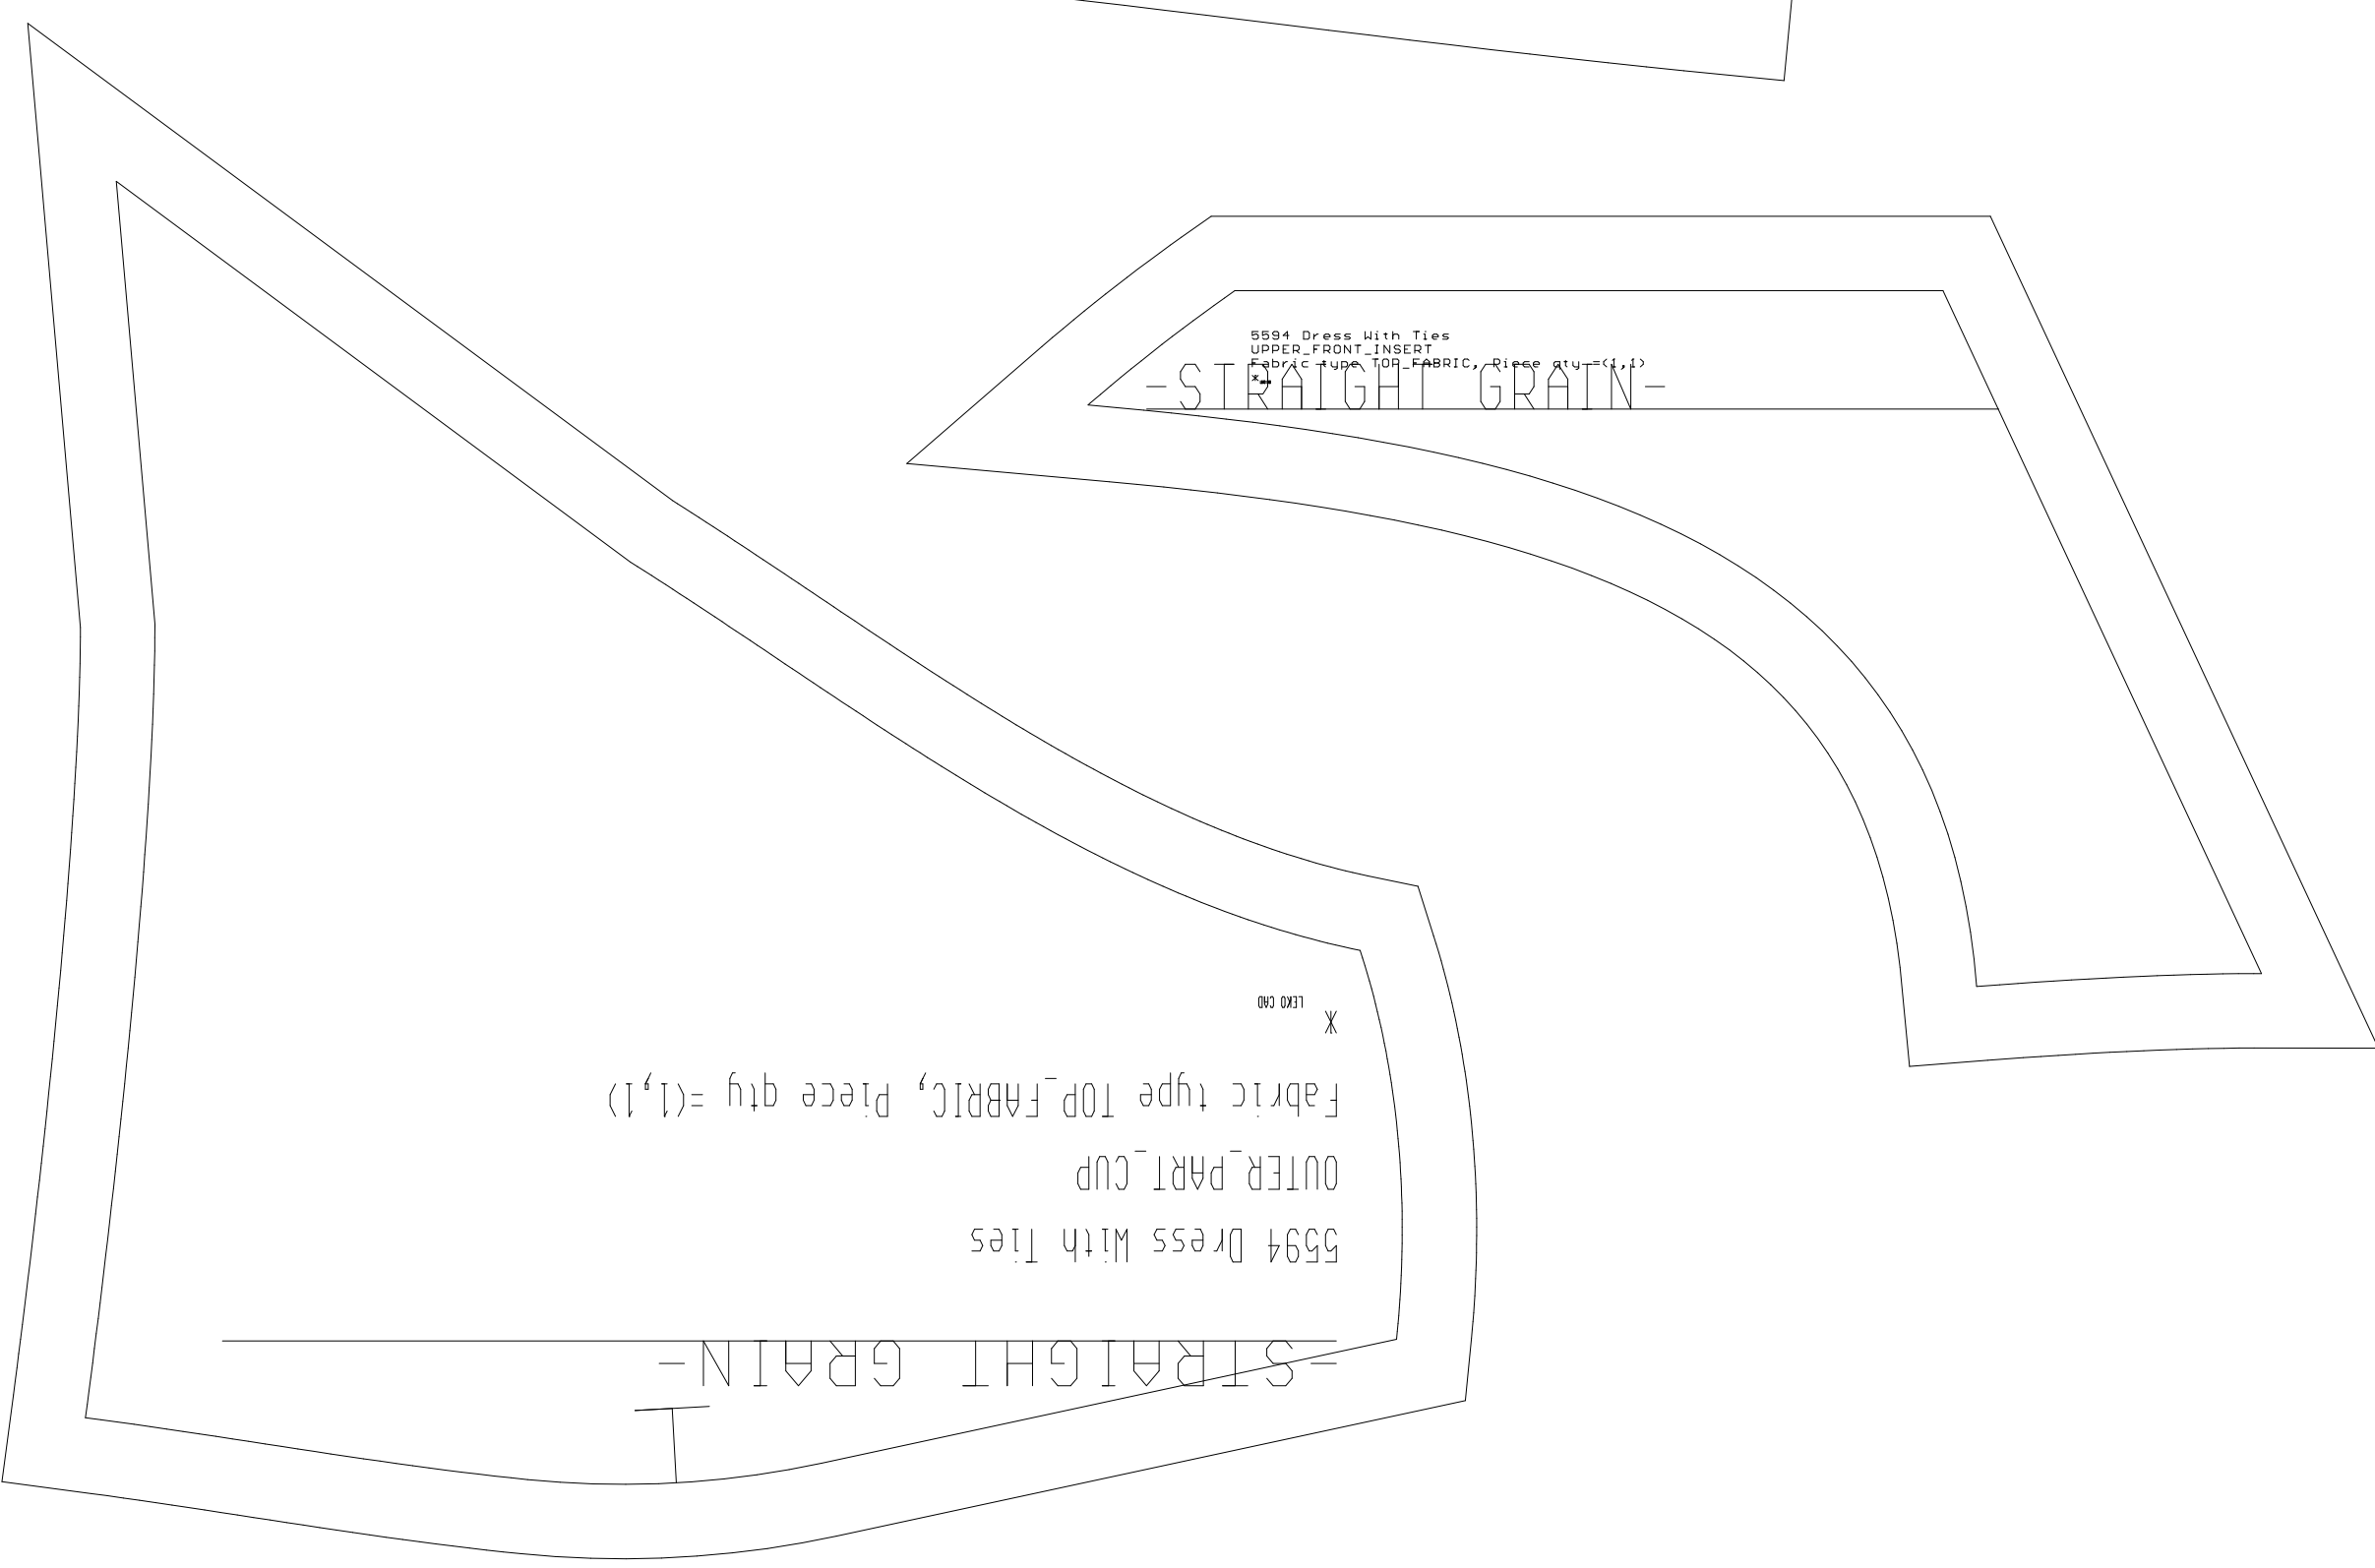 5594 Dress With Ties
UPPER_FRONT_INSERT
Fabric type TOP_FABRIC, Piece qty =(1,1)
*
-STRAIGHT GRAIN-
-STRAIGHT GRAIN-
5594 Dress With Ties
OUTER_PART_CUP
Fabric type TOP_FABRIC, Piece qty =(1,1)
*
LEKO CAD